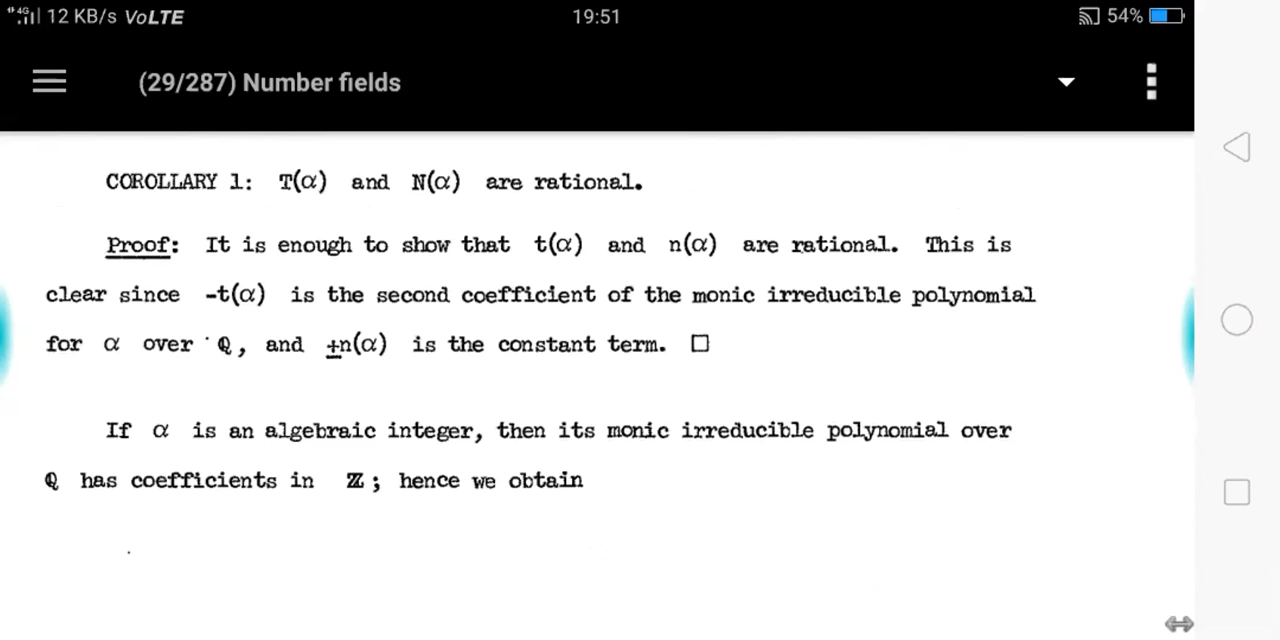 4G 12 KB/s VoLTE 19:51 54%
(29/287) Number fields
COROLLARY 1: T(α) and N(α) are rational.
Proof: It is enough to show that t(α) and n(α) are rational. This is
clear since -t(α) is the second coefficient of the monic irreducible polynomial
for α over ℚ, and ±n(α) is the constant term. □
If α is an algebraic integer, then its monic irreducible polynomial over
ℚ has coefficients in ℤ; hence we obtain